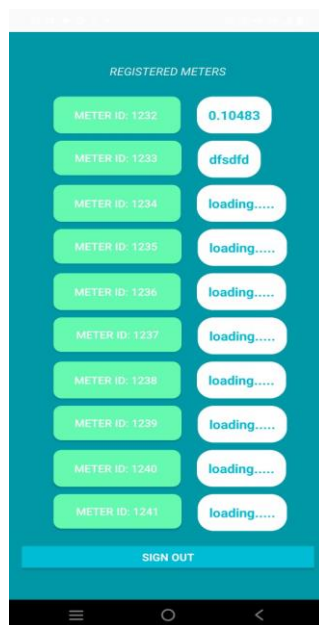 REGISTERED METERS
METER ID: 1232 0.10483
METER ID: 1233 dfsdfd
METER ID: 1234 loading.....
METER ID: 1235 loading.....
METER ID: 1236 loading.....
METER ID: 1237 loading.....
METER ID: 1238 loading.....
METER ID: 1239 loading.....
METER ID: 1240 loading.....
METER ID: 1241 loading.....
SIGN OUT